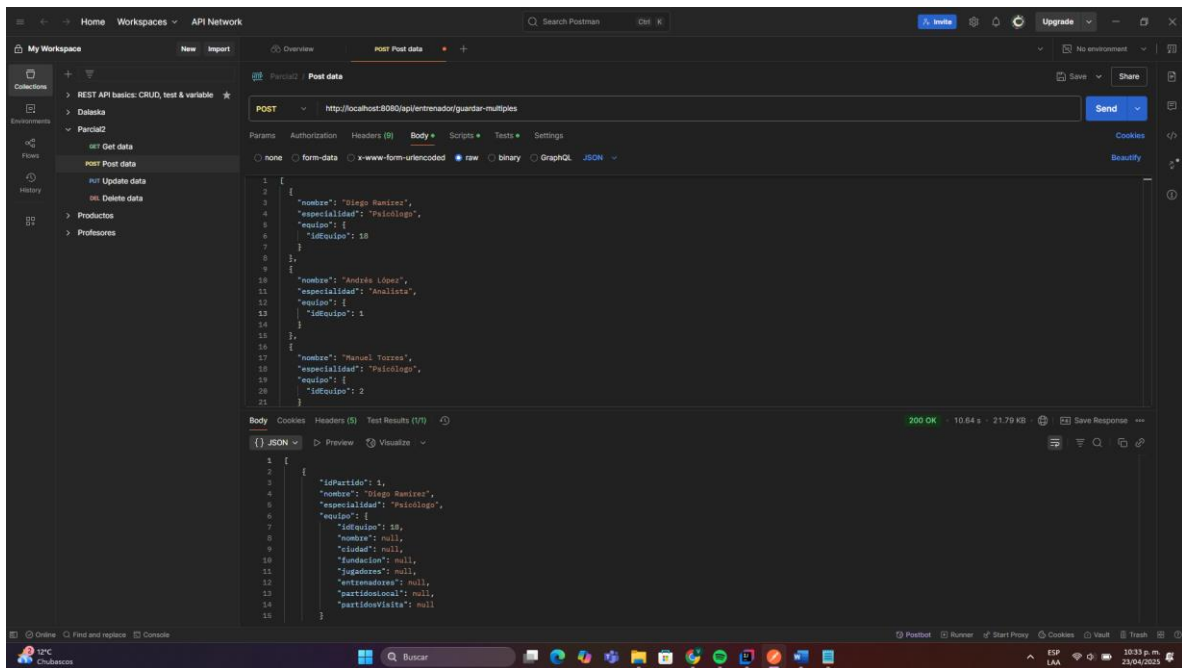 Home Workspaces API Network Search Postman Ctrl K Invite Upgrade
My Workspace New Import Overview POST Post data No environment
Collections
Environments
Flows
History
REST API basics: CRUD, test & variable
Dalaska
Parcial2
GET Get data
POST Post data
PUT Update data
DEL Delete data
Productos
Profesores
Parcial2 / Post data Save Share
POST http://localhost:8080/api/entrenador/guardar-multiples Send
Params Authorization Headers (9) Body Scripts Tests Settings Cookies
none form-data x-www-form-urlencoded raw binary GraphQL JSON Beautify
1 [
2 {
3 "nombre": "Diego Ramírez",
4 "especialidad": "Psicólogo",
5 "equipo": {
6 "idEquipo": 18
7 }
8 },
9 {
10 "nombre": "Andrés López",
11 "especialidad": "Analista",
12 "equipo": {
13 "idEquipo": 1
14 }
15 },
16 {
17 "nombre": "Manuel Torres",
18 "especialidad": "Psicólogo",
19 "equipo": {
20 "idEquipo": 2
21 }
Body Cookies Headers (5) Test Results (1/1) 200 OK 10.64 s 21.79 KB Save Response
{} JSON Preview Visualize
1 [
2 {
3 "idPartido": 1,
4 "nombre": "Diego Ramírez",
5 "especialidad": "Psicólogo",
6 "equipo": {
7 "idEquipo": 18,
8 "nombre": null,
9 "ciudad": null,
10 "fundacion": null,
11 "jugadores": null,
12 "entrenadores": null,
13 "partidosLocal": null,
14 "partidosVisita": null
15 }
Online Find and replace Console Postbot Runner Start Proxy Cookies Vault Trash
12°C
Chubascos
Buscar
ESP
LAA
10:33 p. m.
23/04/2025